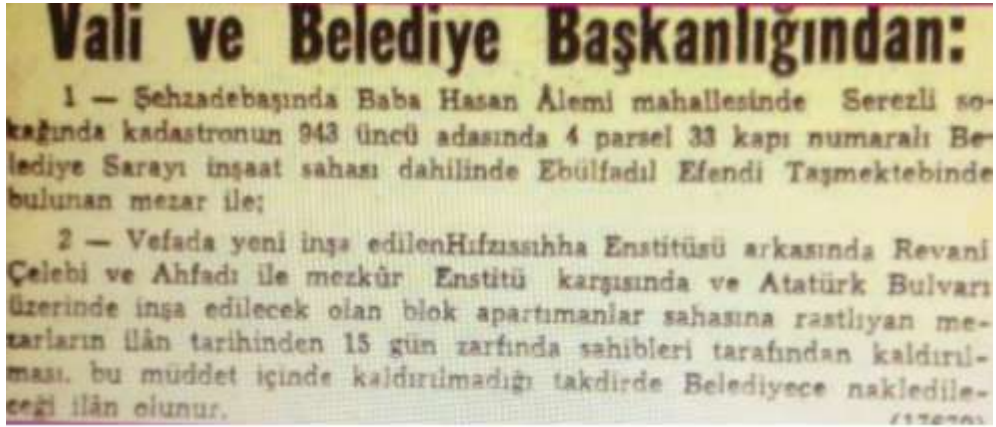 Vali ve Belediye Başkanlığından:
1 — Şehzadebaşında Baba Hasan Âlemi mahallesinde Serezli so-
kağında kadastronun 943 üncü adasında 4 parsel 33 kapı numaralı Be-
lediye Sarayı inşaat sahası dahilinde Ebülfadıl Efendi Taşmektebinde
bulunan mezar ile;
2 — Vefada yeni inşa edilenHıfzıssıhha Enstitüsü arkasında Revani
Çelebi ve Ahfadı ile mezkûr Enstitü karşısında ve Atatürk Bulvarı
üzerinde inşa edilecek olan blok apartımanlar sahasına rastlıyan me-
zarların ilân tarihinden 15 gün zarfında sahibleri tarafından kaldırıl-
ması. bu müddet içinde kaldırılmadığı takdirde Belediyece nakledile-
ceği ilân olunur.